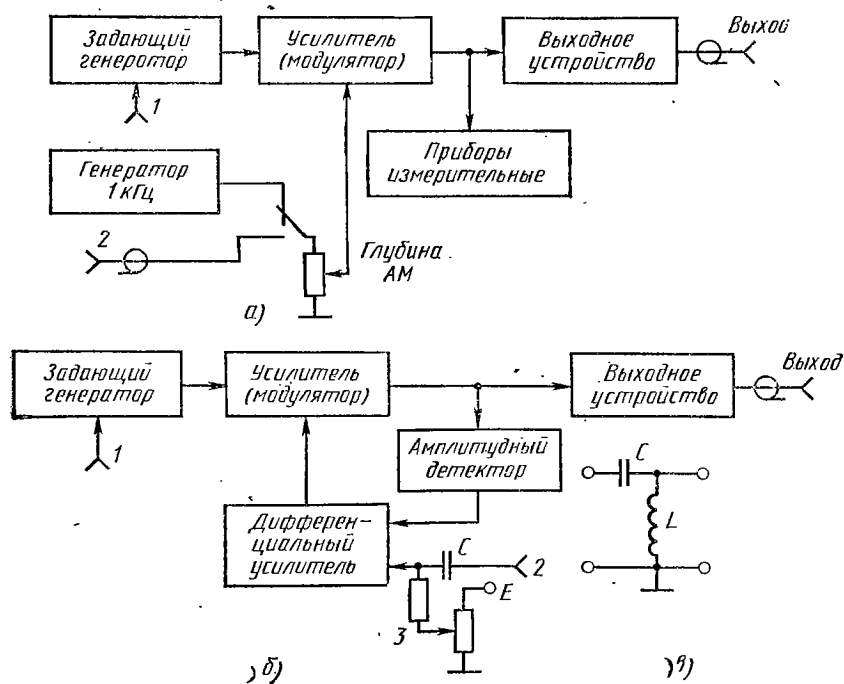 Задающий
генератор
Усилитель
(модулятор)
Выходное
устройство
Выход
1
Приборы
измерительные
Генератор
1 кГц
2
Глубина
АМ
а)
Задающий
генератор
Усилитель
(модулятор)
Выходное
устройство
Выход
1
Амплитудный
детектор
C
L
Дифферен-
циальный
усилитель
C
2
E
3
б)
в)